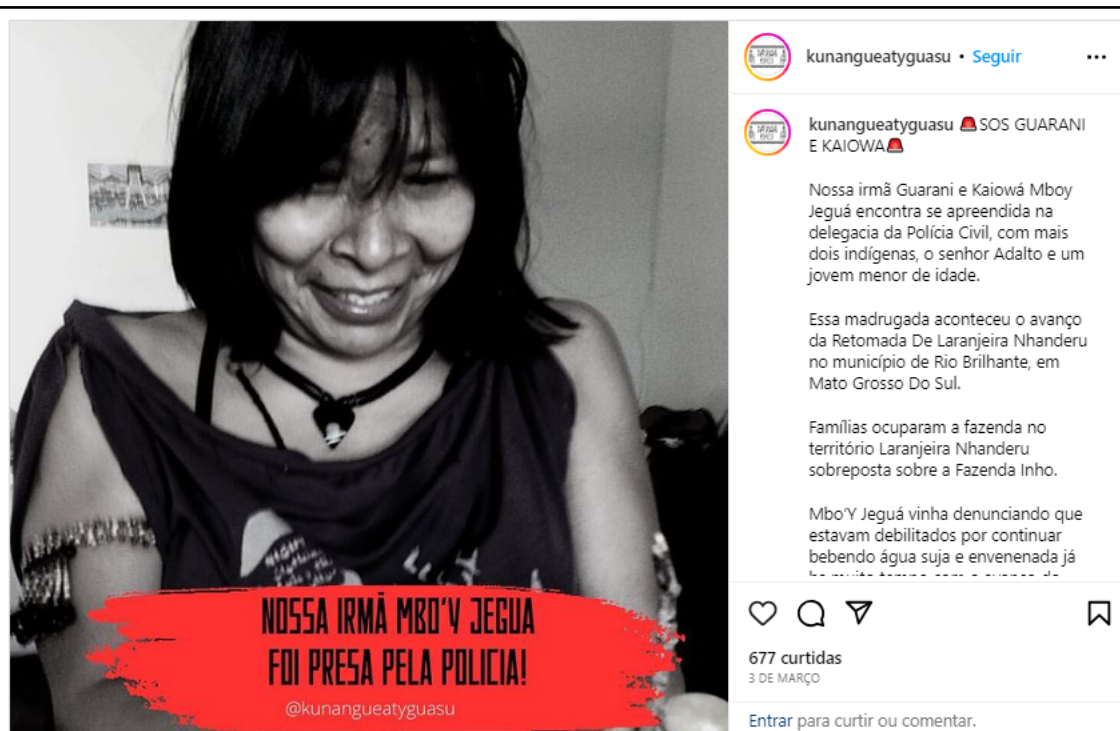 kunangueatyguasu • Seguir
kunangueatyguasu 🚨SOS GUARANI
E KAIOWA🚨
Nossa irmã Guarani e Kaiowá Mboy
Jeguá encontra se apreendida na
delegacia da Polícia Civil, com mais
dois indígenas, o senhor Adalto e um
jovem menor de idade.
Essa madrugada aconteceu o avanço
da Retomada De Laranjeira Nhanderu
no município de Rio Brilhante, em
Mato Grosso Do Sul.
Famílias ocuparam a fazenda no
território Laranjeira Nhanderu
sobreposta sobre a Fazenda Inho.
Mbo'Y Jeguá vinha denunciando que
estavam debilitados por continuar
bebendo água suja e envenenada já
677 curtidas
3 DE MARÇO
Entrar para curtir ou comentar.
NOSSA IRMÃ MBO'Y JEGUA
FOI PRESA PELA POLICIA!
@kunangueatyguasu